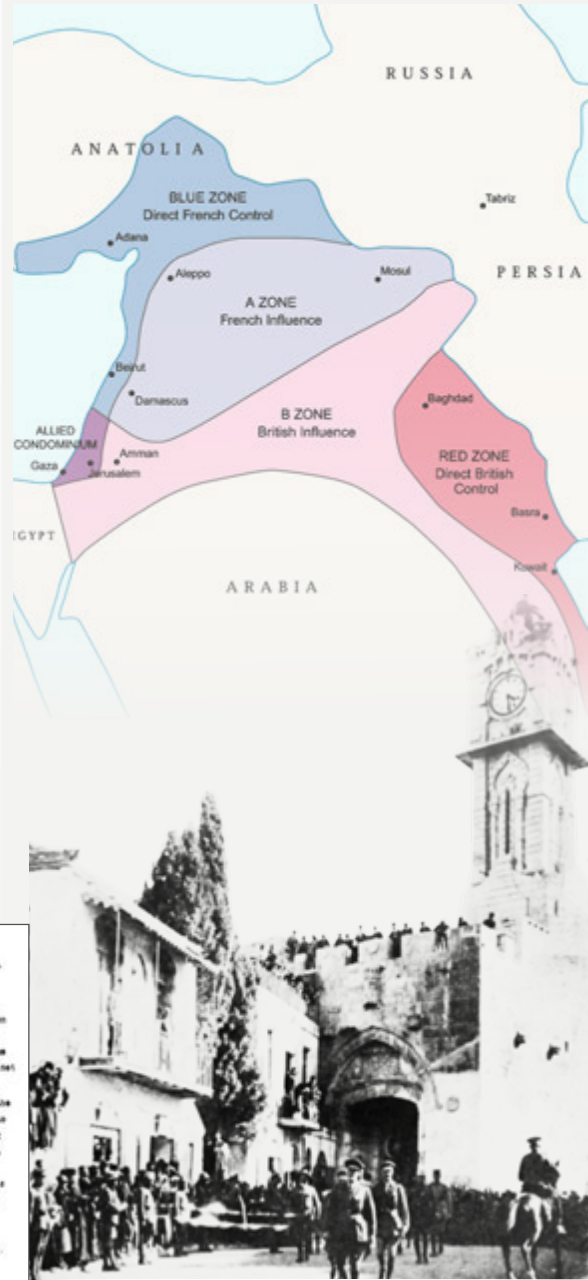 RUSSIA
ANATOLIA
BLUE ZONE
Direct French Control
Tabriz
Adana
PERSIA
Aleppo
Mosul
A ZONE
French Influence
Beirut
Damascus
Baghdad
B ZONE
British Influence
ALLIED
CONDOMINIUM
Amman
RED ZONE
Direct British
Control
Gaza
Jerusalem
Basra
EGYPT
Kuwait
ARABIA